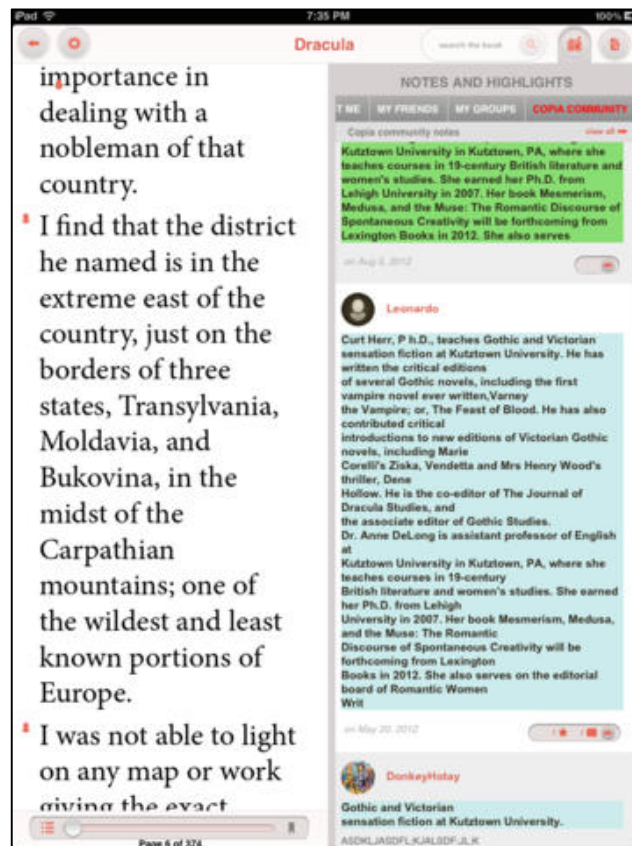 iPad 7:35 PM 100%
Dracula
search the book
importance in
dealing with a
nobleman of that
country.
I find that the district
he named is in the
extreme east of the
country, just on the
borders of three
states, Transylvania,
Moldavia, and
Bukovina, in the
midst of the
Carpathian
mountains; one of
the wildest and least
known portions of
Europe.
I was not able to light
on any map or work
giving the exact
Page 6 of 374
NOTES AND HIGHLIGHTS
T ME MY FRIENDS MY GROUPS COPIA COMMUNITY
Copia community notes view all
Kutztown University in Kutztown, PA, where she
teaches courses in 19-century British literature and
women's studies. She earned her Ph.D. from
Lehigh University in 2007. Her book Mesmerism,
Medusa, and the Muse: The Romantic Discourse of
Spontaneous Creativity will be forthcoming from
Lexington Books in 2012. She also serves
on Aug 5, 2012
Leonardo
Curt Herr, P h.D., teaches Gothic and Victorian
sensation fiction at Kutztown University. He has
written the critical editions
of several Gothic novels, including the first
vampire novel ever written,Varney
the Vampire; or, The Feast of Blood. He has also
contributed critical
introductions to new editions of Victorian Gothic
novels, including Marie
Corelli's Ziska, Vendetta and Mrs Henry Wood's
thriller, Dene
Hollow. He is the co-editor of The Journal of
Dracula Studies, and
the associate editor of Gothic Studies.
Dr. Anne DeLong is assistant professor of English
at
Kutztown University in Kutztown, PA, where she
teaches courses in 19-century
British literature and women's studies. She earned
her Ph.D. from Lehigh
University in 2007. Her book Mesmerism, Medusa,
and the Muse: The Romantic
Discourse of Spontaneous Creativity will be
forthcoming from Lexington
Books in 2012. She also serves on the editorial
board of Romantic Women
Writ
on May 20, 2012
DonkeyHotay
Gothic and Victorian
sensation fiction at Kutztown University.
ASDKLJASDFL;KJALSDF;JL;K